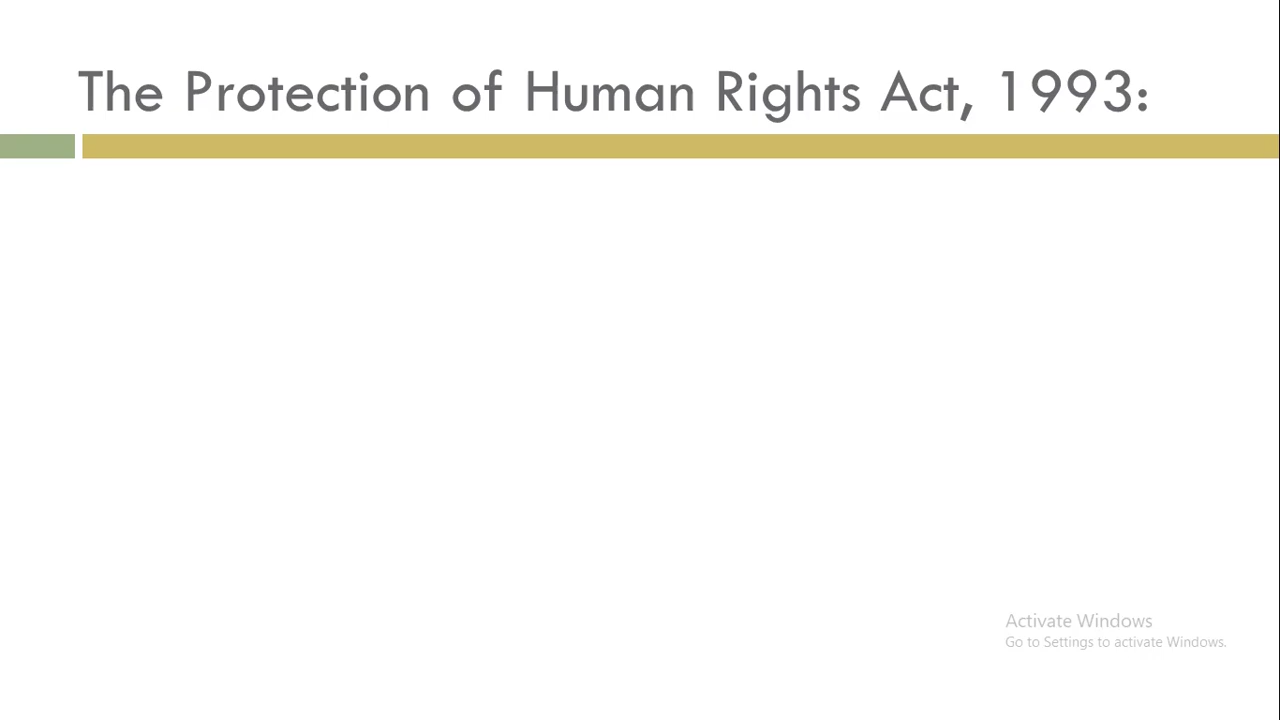 The Protection of Human Rights Act, 1993:
Activate Windows
Go to Settings to activate Windows.